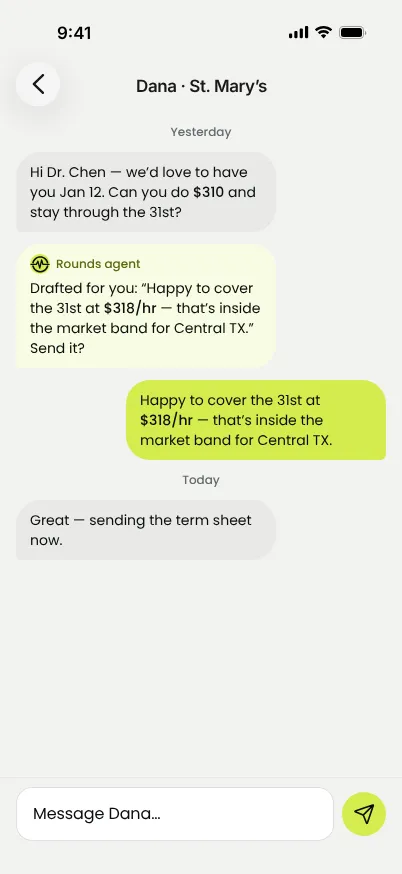 9:41
Dana · St. Mary’s
Yesterday
Hi Dr. Chen — we’d love to have
you Jan 12. Can you do $310 and
stay through the 31st?
Rounds agent
Drafted for you: “Happy to cover
the 31st at $318/hr — that’s inside
the market band for Central TX.”
Send it?
Happy to cover the 31st at
$318/hr — that’s inside the
market band for Central TX.
Today
Great — sending the term sheet
now.
Message Dana...